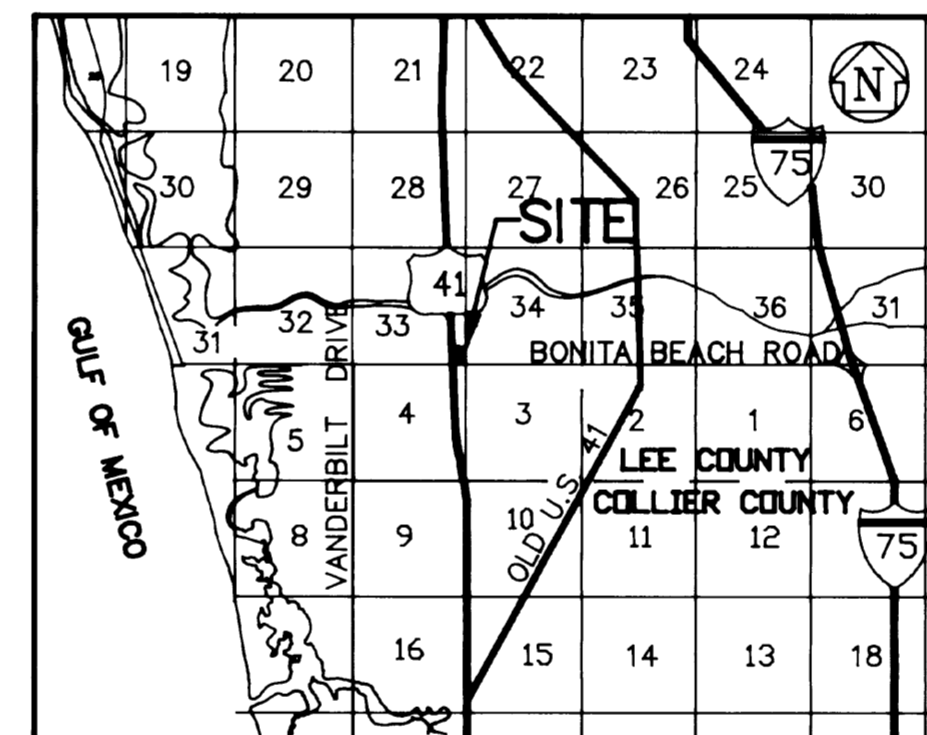 19 20 21 22 23 24 N
75
30 29 28 27 26 25 30
SITE
41
31 32 33 34 35 36 31
BONITA BEACH ROAD
GULF OF MEXICO
VANDERBILT DRIVE
5 4 3 2 1 6
OLD U.S. 41
LEE COUNTY
COLLIER COUNTY
8 9 10 11 12
75
16 15 14 13 18